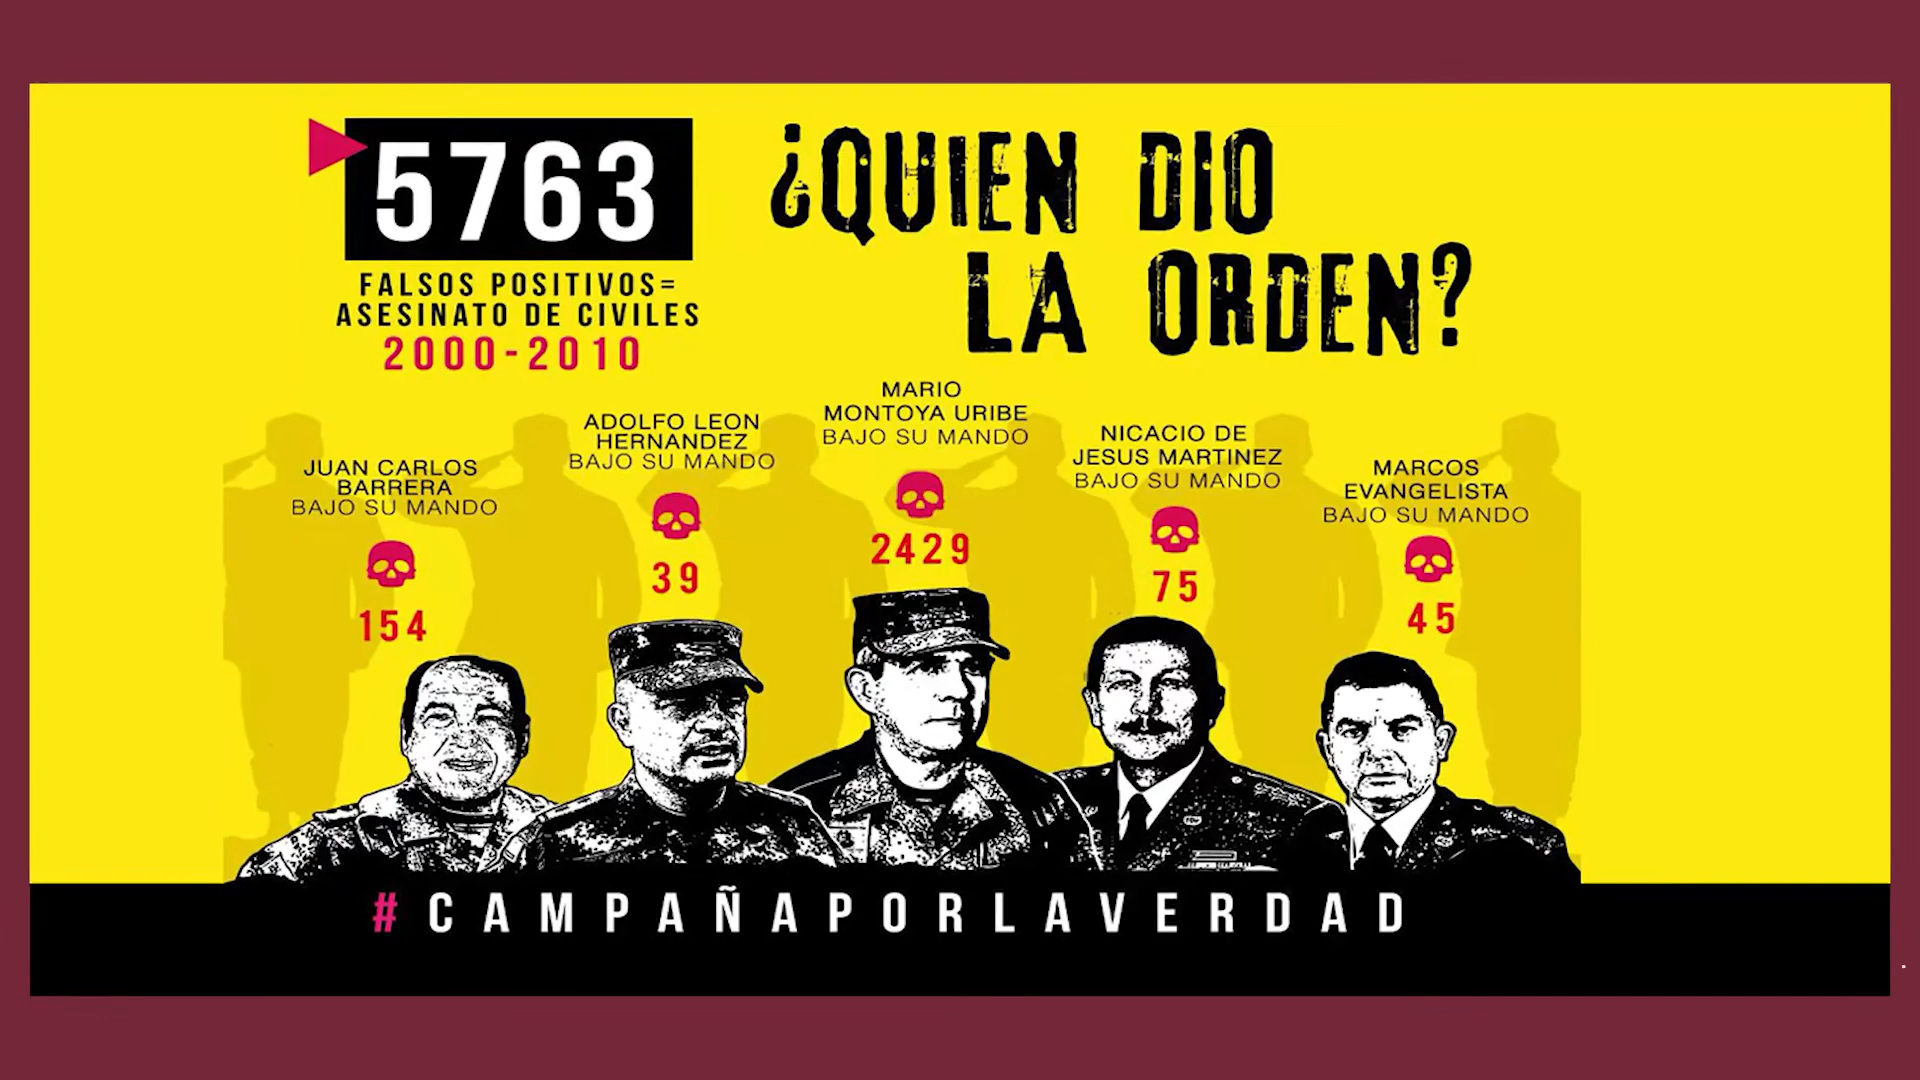 5763
FALSOS POSITIVOS=
ASESINATO DE CIVILES
2000-2010
¿QUIEN DIO
LA ORDEN?
JUAN CARLOS
BARRERA
BAJO SU MANDO
154
ADOLFO LEON
HERNANDEZ
BAJO SU MANDO
39
MARIO
MONTOYA URIBE
BAJO SU MANDO
2429
NICACIO DE
JESUS MARTINEZ
BAJO SU MANDO
75
MARCOS
EVANGELISTA
BAJO SU MANDO
45
#CAMPAÑAPORLAVERDAD